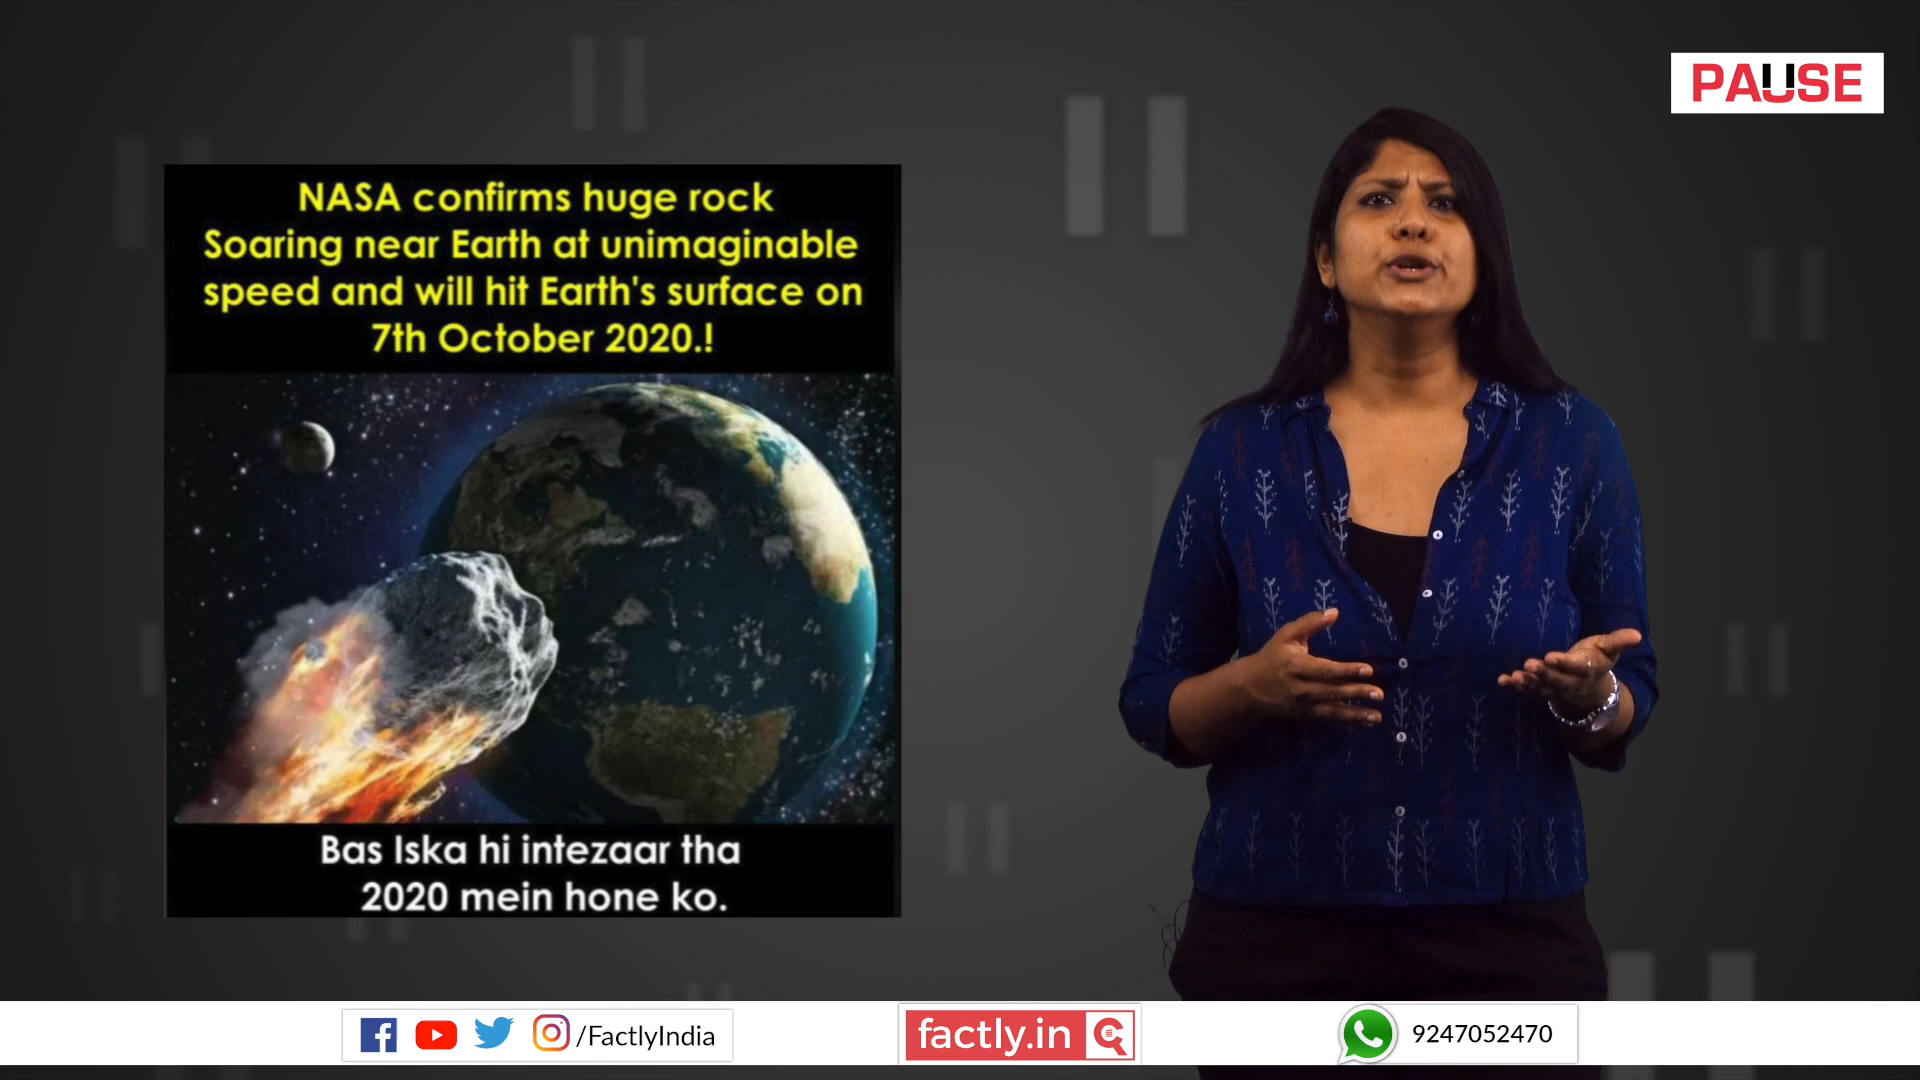 PAUSE
NASA confirms huge rock
Soaring near Earth at unimaginable
speed and will hit Earth's surface on
7th October 2020.!
Bas Iska hi intezaar tha
2020 mein hone ko.
/FactlyIndia
factly.in
9247052470